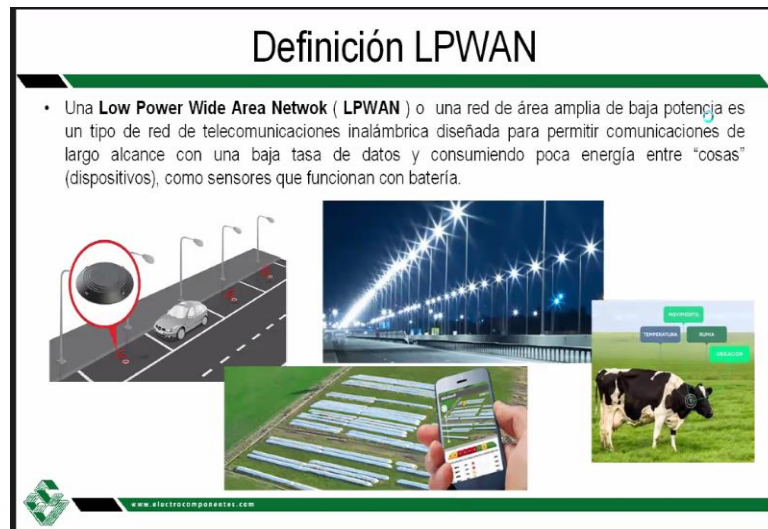 Definición LPWAN
• Una Low Power Wide Area Netwok ( LPWAN ) o una red de área amplia de baja potencia es
un tipo de red de telecomunicaciones inalámbrica diseñada para permitir comunicaciones de
largo alcance con una baja tasa de datos y consumiendo poca energía entre “cosas”
(dispositivos), como sensores que funcionan con batería.
MOVIMIENTO
TEMPERATURA
RUMIA
UBICACION
www.electrocomponentes.com